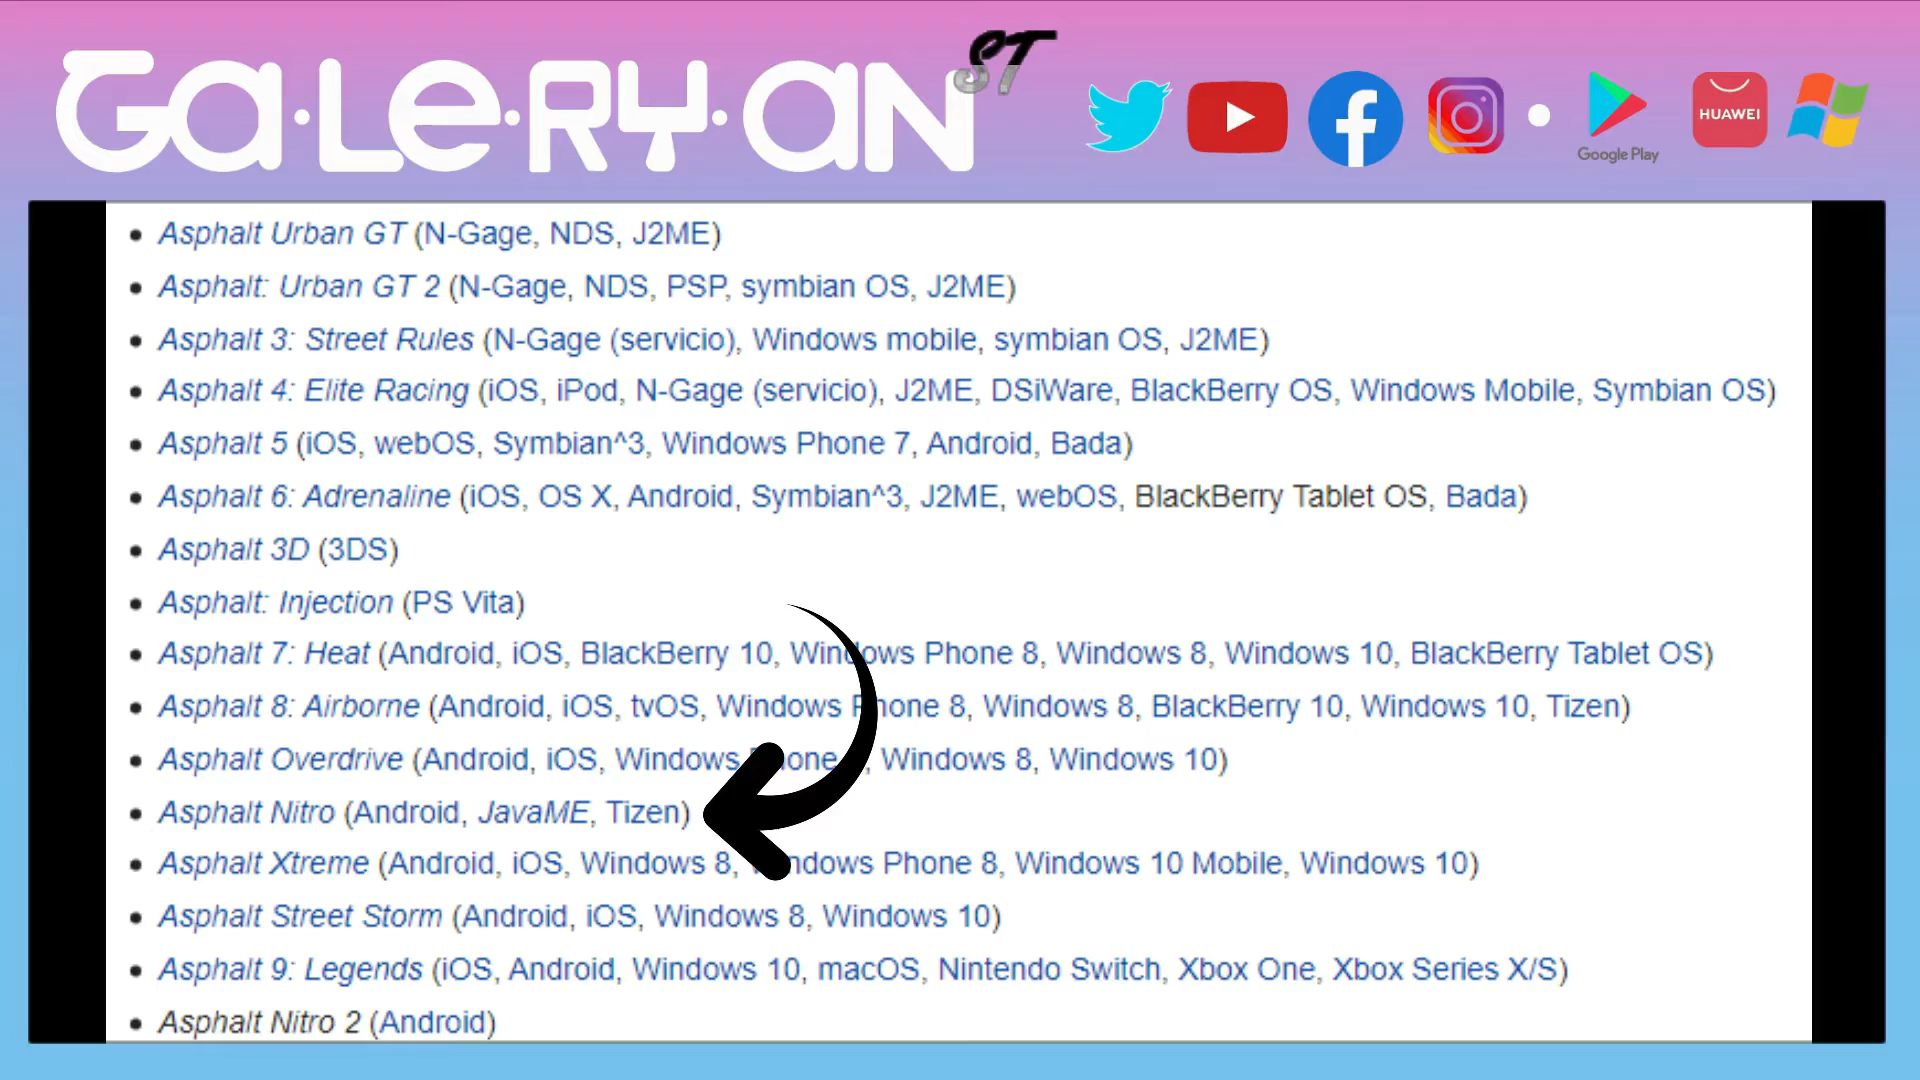 Ga·le·ry·an ST
HUAWEI
Google Play
Asphalt Urban GT (N-Gage, NDS, J2ME)
Asphalt: Urban GT 2 (N-Gage, NDS, PSP, symbian OS, J2ME)
Asphalt 3: Street Rules (N-Gage (servicio), Windows mobile, symbian OS, J2ME)
Asphalt 4: Elite Racing (iOS, iPod, N-Gage (servicio), J2ME, DSiWare, BlackBerry OS, Windows Mobile, Symbian OS)
Asphalt 5 (iOS, webOS, Symbian^3, Windows Phone 7, Android, Bada)
Asphalt 6: Adrenaline (iOS, OS X, Android, Symbian^3, J2ME, webOS, BlackBerry Tablet OS, Bada)
Asphalt 3D (3DS)
Asphalt: Injection (PS Vita)
Asphalt 7: Heat (Android, iOS, BlackBerry 10, Windows Phone 8, Windows 8, Windows 10, BlackBerry Tablet OS)
Asphalt 8: Airborne (Android, iOS, tvOS, Windows Phone 8, Windows 8, BlackBerry 10, Windows 10, Tizen)
Asphalt Overdrive (Android, iOS, Windows Phone , Windows 8, Windows 10)
Asphalt Nitro (Android, JavaME, Tizen)
Asphalt Xtreme (Android, iOS, Windows 8, Windows Phone 8, Windows 10 Mobile, Windows 10)
Asphalt Street Storm (Android, iOS, Windows 8, Windows 10)
Asphalt 9: Legends (iOS, Android, Windows 10, macOS, Nintendo Switch, Xbox One, Xbox Series X/S)
Asphalt Nitro 2 (Android)